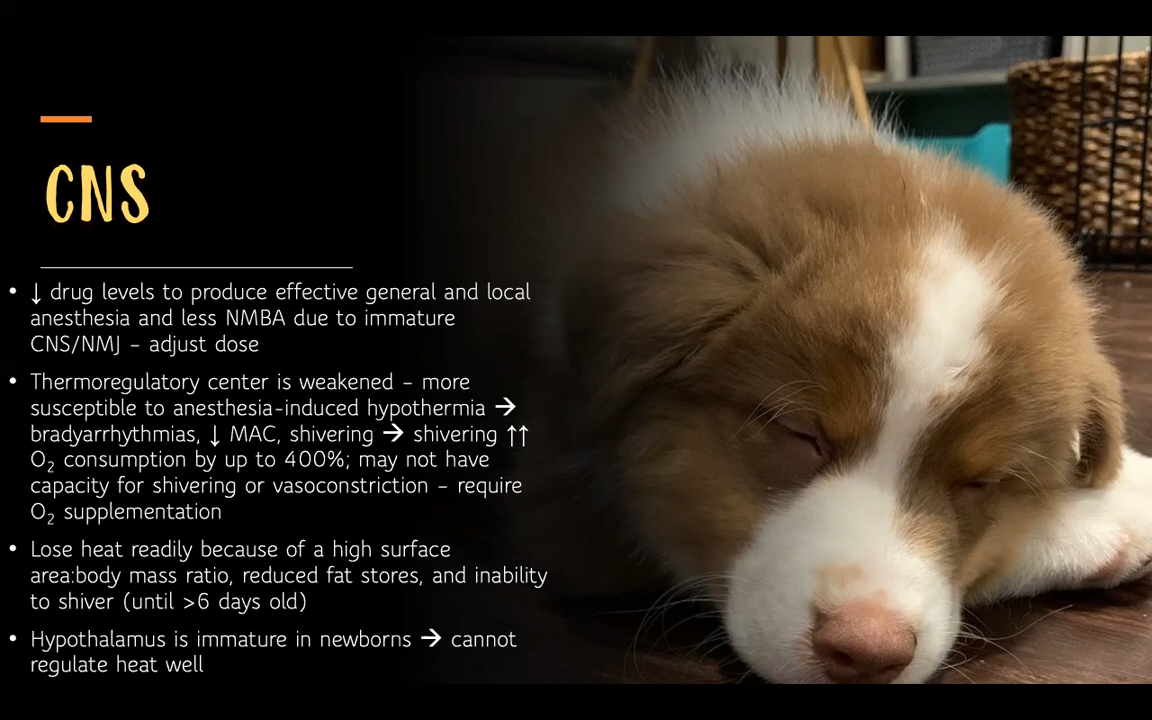 CNS
• ↓ drug levels to produce effective general and local
anesthesia and less NMBA due to immature
CNS/NMJ – adjust dose
• Thermoregulatory center is weakened – more
susceptible to anesthesia-induced hypothermia →
bradyarrhythmias, ↓ MAC, shivering → shivering ↑↑
O₂ consumption by up to 400%; may not have
capacity for shivering or vasoconstriction – require
O₂ supplementation
• Lose heat readily because of a high surface
area:body mass ratio, reduced fat stores, and inability
to shiver (until >6 days old)
• Hypothalamus is immature in newborns → cannot
regulate heat well